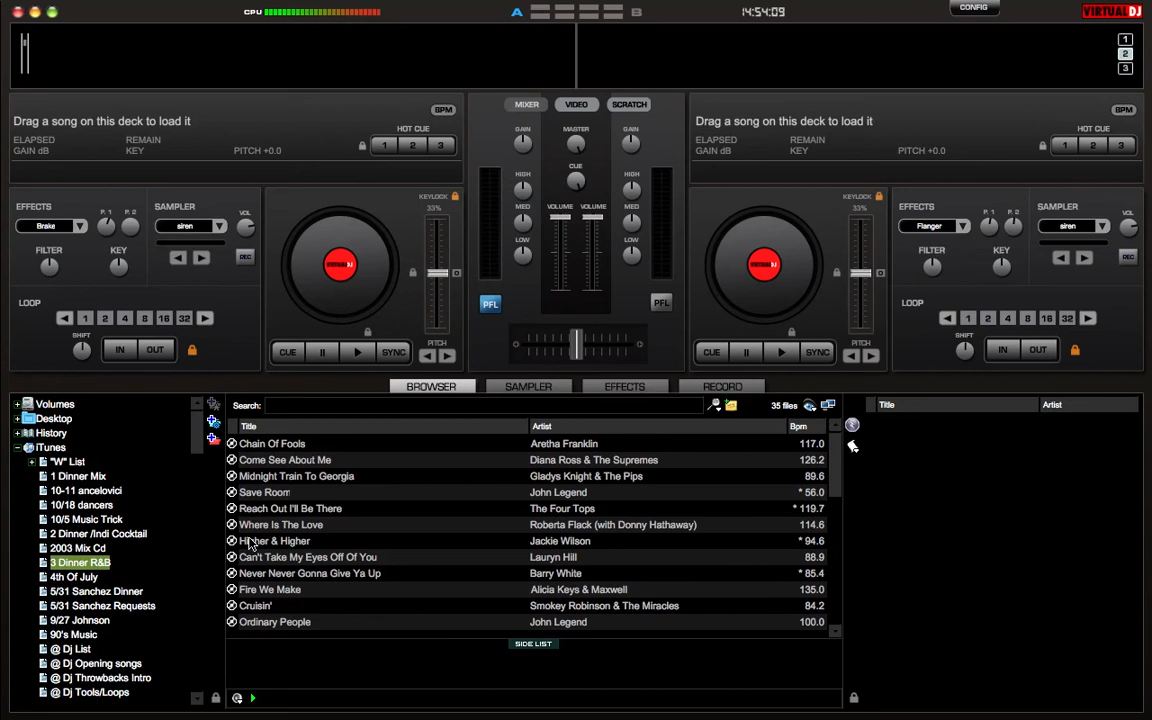 CPU A B 14:54:09 CONFIG VIRTUAL DJ
1
2
3
BPM
Drag a song on this deck to load it
ELAPSED REMAIN HOT CUE
GAIN dB KEY PITCH +0.0 1 2 3
MIXER VIDEO SCRATCH
GAIN MASTER GAIN
HIGH CUE HIGH
MED VOLUME VOLUME MED
LOW LOW
PFL PFL
BPM
Drag a song on this deck to load it
ELAPSED REMAIN HOT CUE
GAIN dB KEY PITCH +0.0 1 2 3
EFFECTS P. 1 P. 2 SAMPLER VOL
Brake siren
FILTER KEY REC
LOOP
1 2 4 8 16 32
SHIFT IN OUT
KEYLOCK
33%
VIRTUAL DJ
CUE SYNC PITCH
KEYLOCK
33%
VIRTUAL DJ
CUE SYNC PITCH
EFFECTS P. 1 P. 2 SAMPLER VOL
Flanger siren
FILTER KEY REC
LOOP
1 2 4 8 16 32
SHIFT IN OUT
BROWSER SAMPLER EFFECTS RECORD
Volumes
Desktop
History
iTunes
"W" List
1 Dinner Mix
10-11 ancelovici
10/18 dancers
10/5 Music Trick
2 Dinner /Indi Cocktail
2003 Mix Cd
3 Dinner R&B
4th Of July
5/31 Sanchez Dinner
5/31 Sanchez Requests
9/27 Johnson
90's Music
@ Dj List
@ Dj Opening songs
@ Dj Throwbacks Intro
@ Dj Tools/Loops
Search: 35 files
Title Artist Bpm
Chain Of Fools Aretha Franklin 117.0
Come See About Me Diana Ross & The Supremes 126.2
Midnight Train To Georgia Gladys Knight & The Pips 89.6
Save Room John Legend * 56.0
Reach Out I'll Be There The Four Tops * 119.7
Where Is The Love Roberta Flack (with Donny Hathaway) 114.6
Higher & Higher Jackie Wilson * 94.6
Can't Take My Eyes Off Of You Lauryn Hill 88.9
Never Never Gonna Give Ya Up Barry White * 85.4
Fire We Make Alicia Keys & Maxwell 135.0
Cruisin' Smokey Robinson & The Miracles 84.2
Ordinary People John Legend 100.0
SIDE LIST
Title Artist